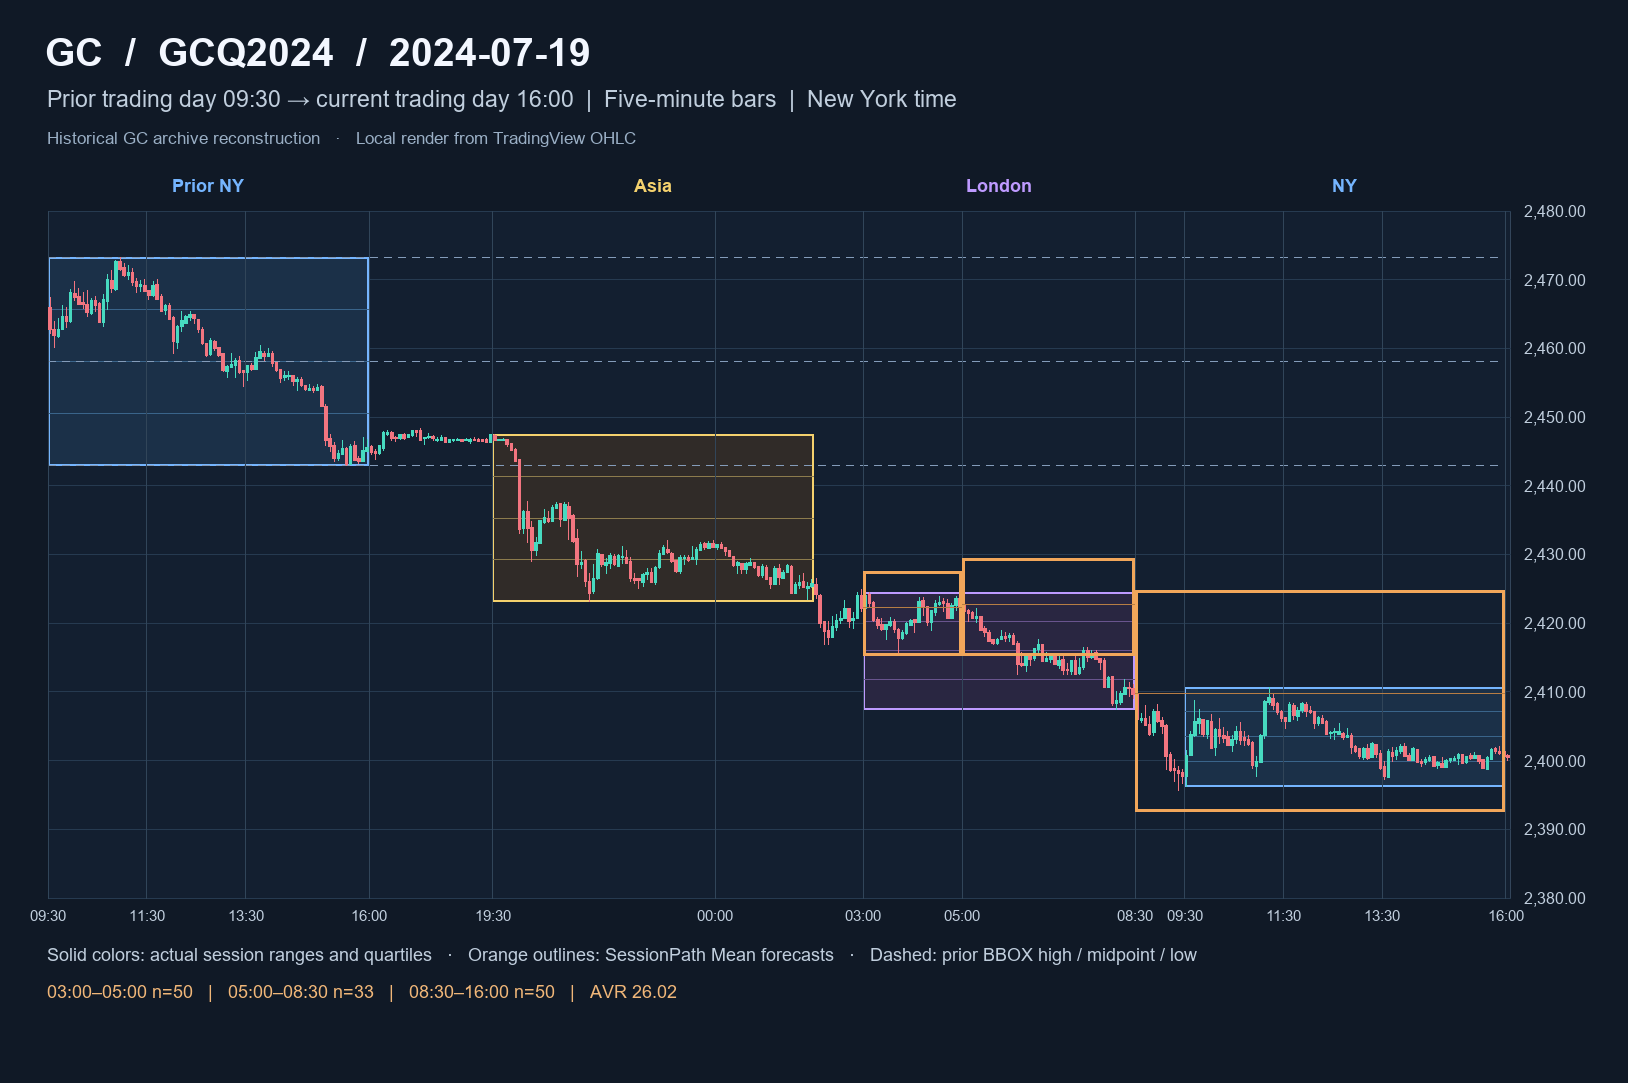 GC / GCQ2024 / 2024-07-19
Prior trading day 09:30 → current trading day 16:00 | Five-minute bars | New York time
Historical GC archive reconstruction · Local render from TradingView OHLC
Prior NY Asia London NY
2,480.00
2,470.00
2,460.00
2,450.00
2,440.00
2,430.00
2,420.00
2,410.00
2,400.00
2,390.00
2,380.00
09:30 11:30 13:30 16:00 19:30 00:00 03:00 05:00 08:30 09:30 11:30 13:30 16:00
Solid colors: actual session ranges and quartiles · Orange outlines: SessionPath Mean forecasts · Dashed: prior BBOX high / midpoint / low
03:00–05:00 n=50 | 05:00–08:30 n=33 | 08:30–16:00 n=50 | AVR 26.02